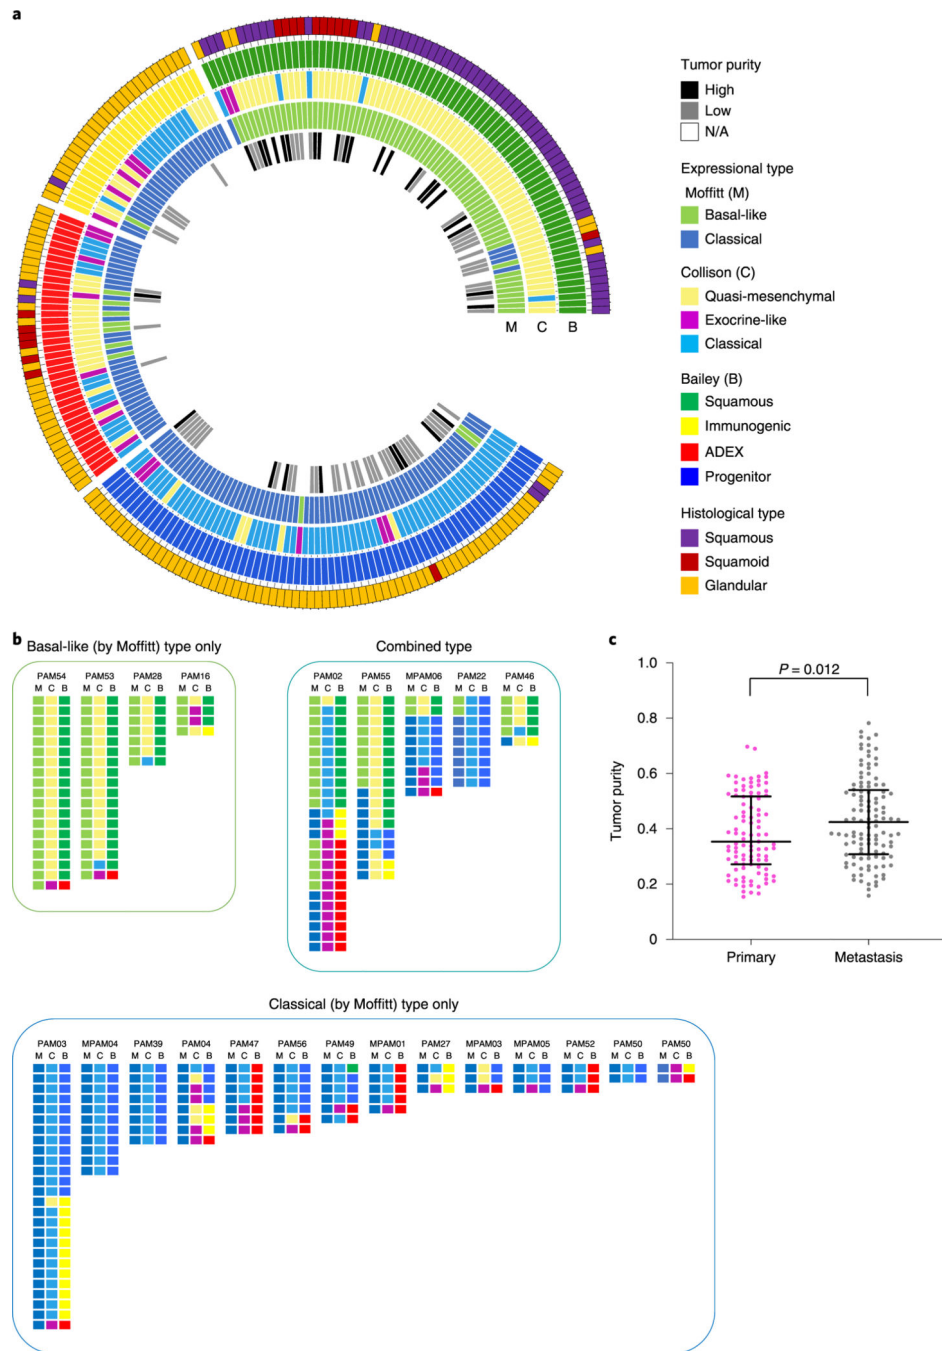 a
Tumor purity
High
Low
N/A
Expressional type
Moffitt (M)
Basal-like
Classical
Collison (C)
Quasi-mesenchymal
Exocrine-like
Classical
Bailey (B)
Squamous
Immunogenic
ADEX
Progenitor
Histological type
Squamous
Squamoid
Glandular
M C B
b
Basal-like (by Moffitt) type only
PAM54 PAM53 PAM28 PAM16
M C B M C B M C B M C B
Combined type
PAM02 PAM55 MPAM06 PAM22 PAM46
M C B M C B M C B M C B M C B
c
P = 0.012
Tumor purity
1.0
0.8
0.6
0.4
0.2
0
Primary Metastasis
Classical (by Moffitt) type only
PAM03 MPAM04 PAM39 PAM04 PAM47 PAM56 PAM49 MPAM01 PAM27 MPAM03 MPAM05 PAM52 PAM50 PAM50
M C B M C B M C B M C B M C B M C B M C B M C B M C B M C B M C B M C B M C B M C B